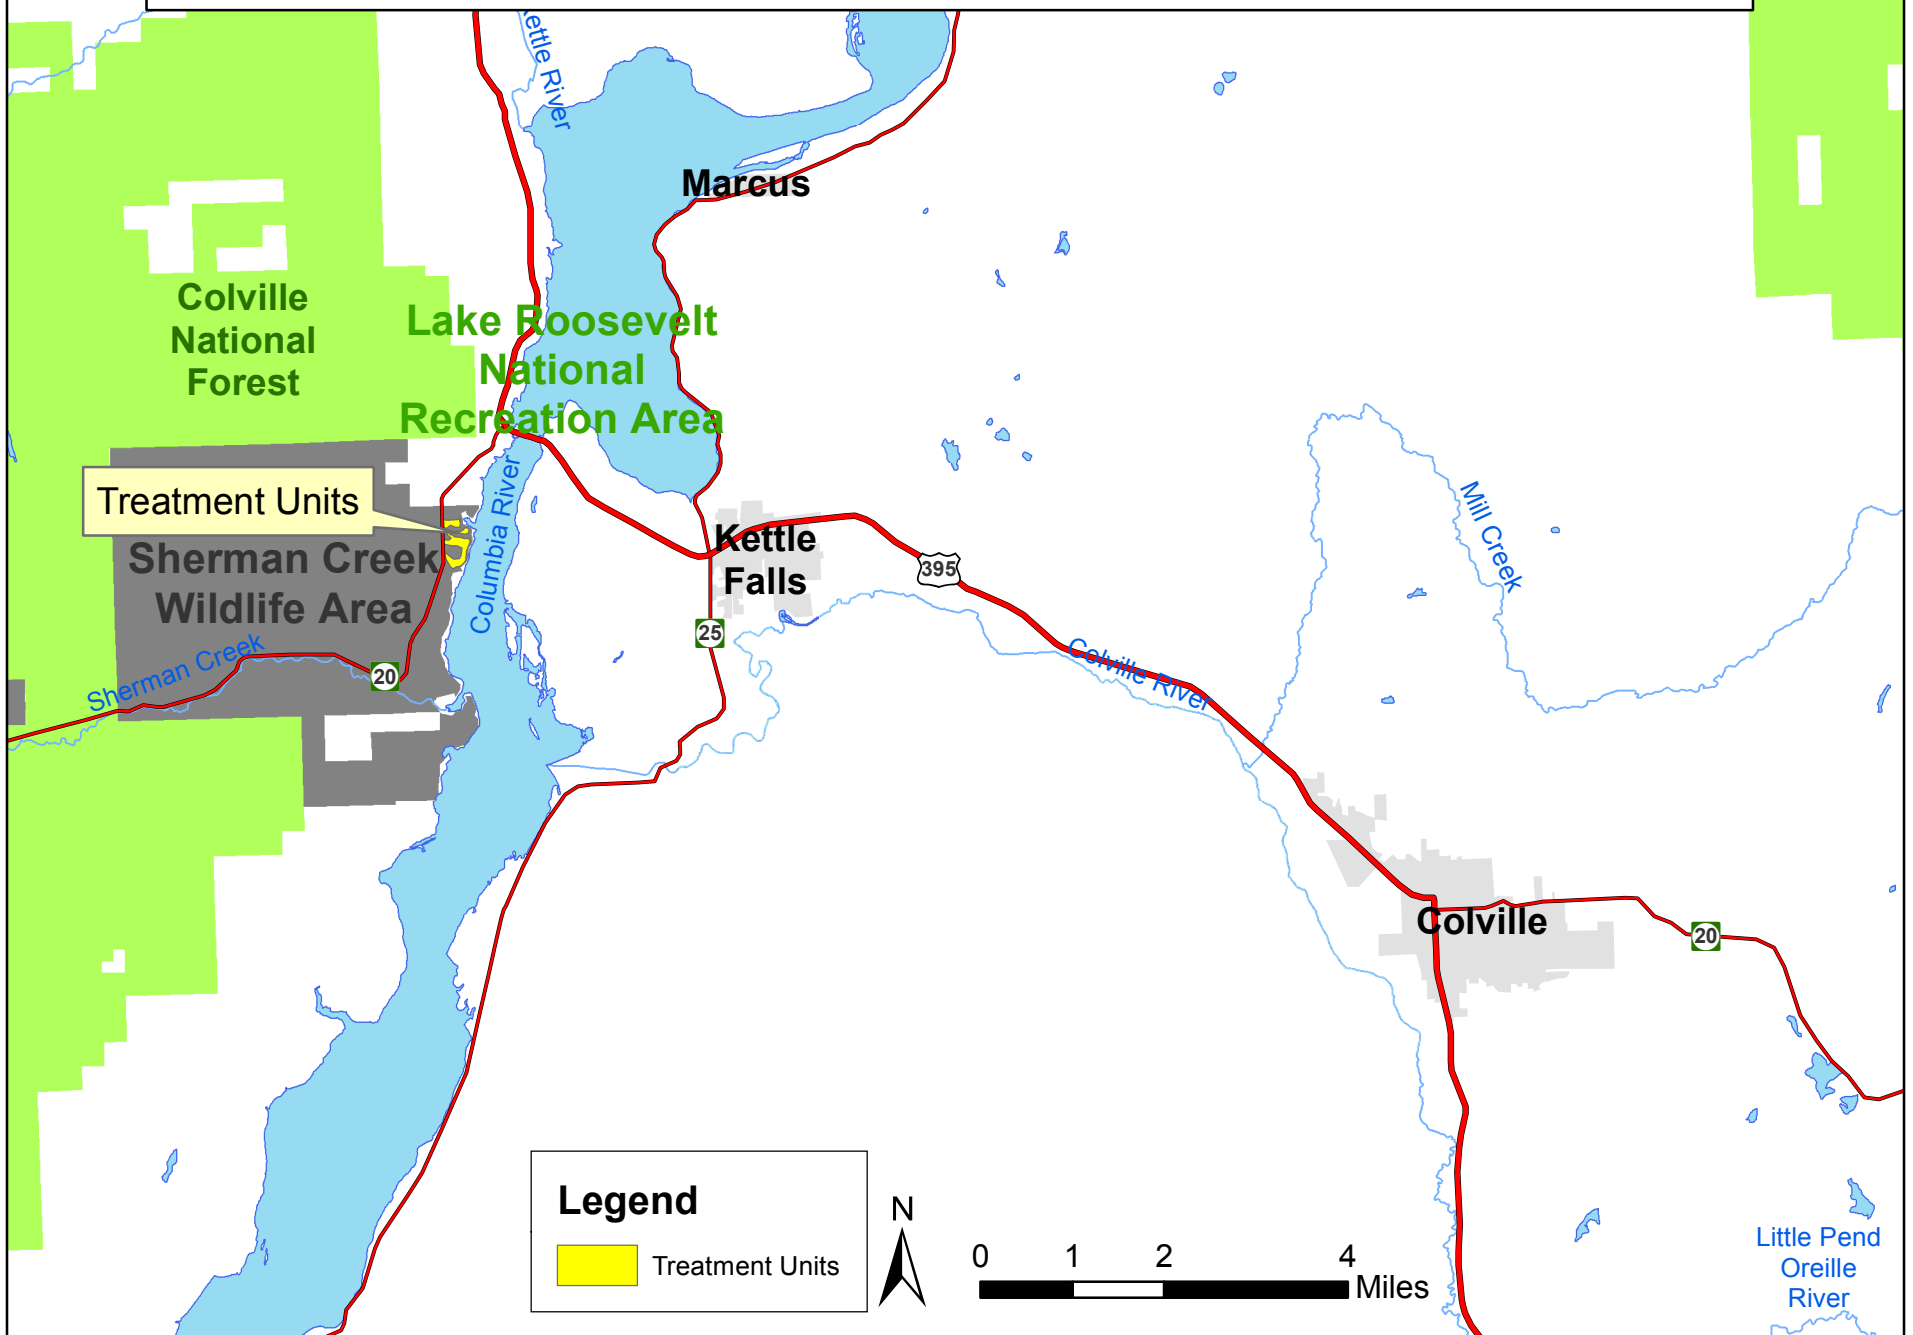 Kettle River
Marcus
Colville
National
Forest
Lake Roosevelt
National
Recreation Area
Treatment Units
Columbia River
Sherman Creek
Wildlife Area
Sherman Creek
20
Kettle
Falls
395
25
Mill Creek
Colville River
Colville
20
Legend
Treatment Units
N
0 1 2 4
Miles
Little Pend
Oreille
River